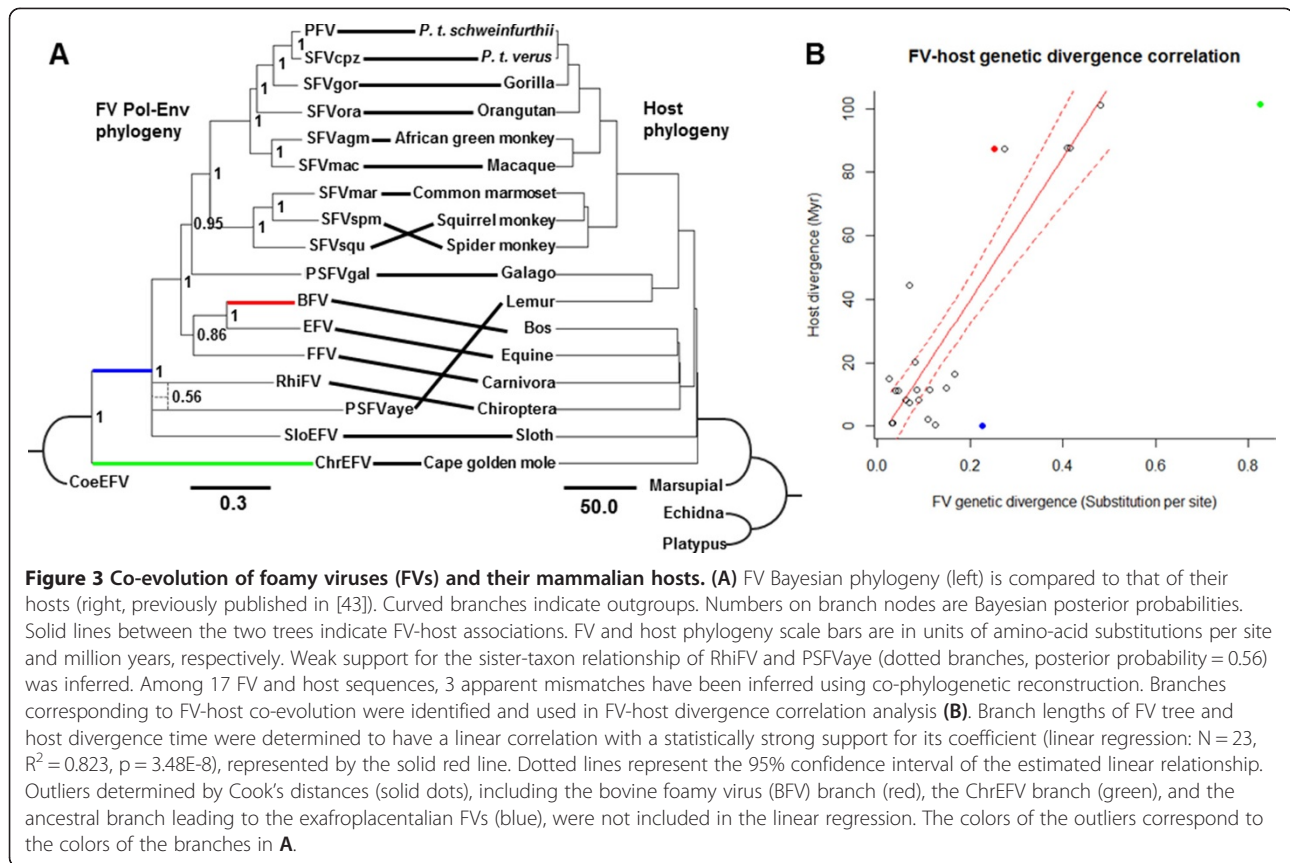 A
FV Pol-Env
phylogeny
Host
phylogeny
PFV
P. t. schweinfurthii
SFVcpz
P. t. verus
SFVgor
Gorilla
SFVora
Orangutan
SFVagm
African green monkey
SFVmac
Macaque
SFVmar
Common marmoset
SFVspm
Squirrel monkey
SFVsqu
Spider monkey
PSFVgal
Galago
Lemur
BFV
Bos
EFV
Equine
FFV
Carnivora
RhiFV
Chiroptera
PSFVaye
SloEFV
Sloth
ChrEFV
Cape golden mole
CoeEFV
Marsupial
Echidna
Platypus
1
1
1
1
1
1
1
0.95
1
1
1
1
0.86
1
0.56
1
0.3
50.0
B
FV-host genetic divergence correlation
Host divergence (Myr)
100
80
60
40
20
0
0.0
0.2
0.4
0.6
0.8
FV genetic divergence (Substitution per site)
Figure 3 Co-evolution of foamy viruses (FVs) and their mammalian hosts. (A) FV Bayesian phylogeny (left) is compared to that of their
hosts (right, previously published in [43]). Curved branches indicate outgroups. Numbers on branch nodes are Bayesian posterior probabilities.
Solid lines between the two trees indicate FV-host associations. FV and host phylogeny scale bars are in units of amino-acid substitutions per site
and million years, respectively. Weak support for the sister-taxon relationship of RhiFV and PSFVaye (dotted branches, posterior probability = 0.56)
was inferred. Among 17 FV and host sequences, 3 apparent mismatches have been inferred using co-phylogenetic reconstruction. Branches
corresponding to FV-host co-evolution were identified and used in FV-host divergence correlation analysis (B). Branch lengths of FV tree and
host divergence time were determined to have a linear correlation with a statistically strong support for its coefficient (linear regression: N = 23,
R² = 0.823, p = 3.48E-8), represented by the solid red line. Dotted lines represent the 95% confidence interval of the estimated linear relationship.
Outliers determined by Cook's distances (solid dots), including the bovine foamy virus (BFV) branch (red), the ChrEFV branch (green), and the
ancestral branch leading to the exafroplacentalian FVs (blue), were not included in the linear regression. The colors of the outliers correspond to
the colors of the branches in A.